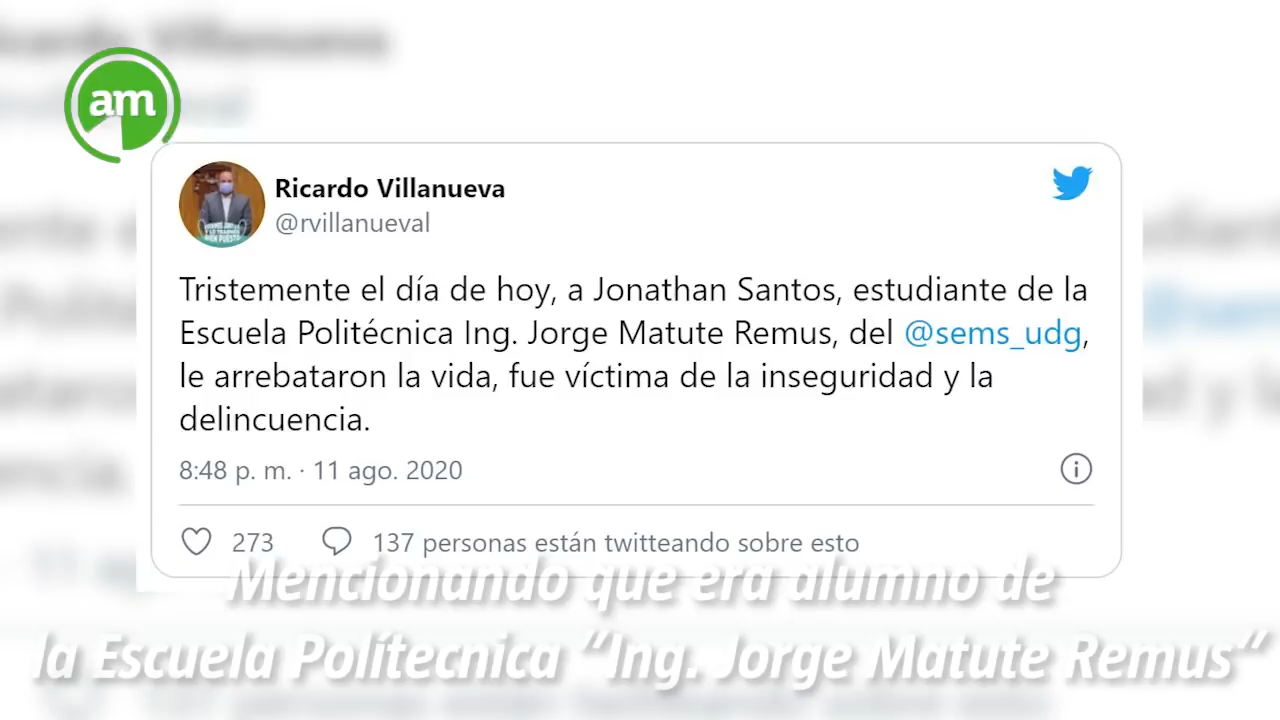 am
Ricardo Villanueva
@rvillanueval
Tristemente el día de hoy, a Jonathan Santos, estudiante de la
Escuela Politécnica Ing. Jorge Matute Remus, del @sems_udg,
le arrebataron la vida, fue víctima de la inseguridad y la
delincuencia.
8:48 p. m. · 11 ago. 2020
273 137 personas están twitteando sobre esto
Mencionando que era alumno de
la Escuela Polítecnica “Ing. Jorge Matute Remus“